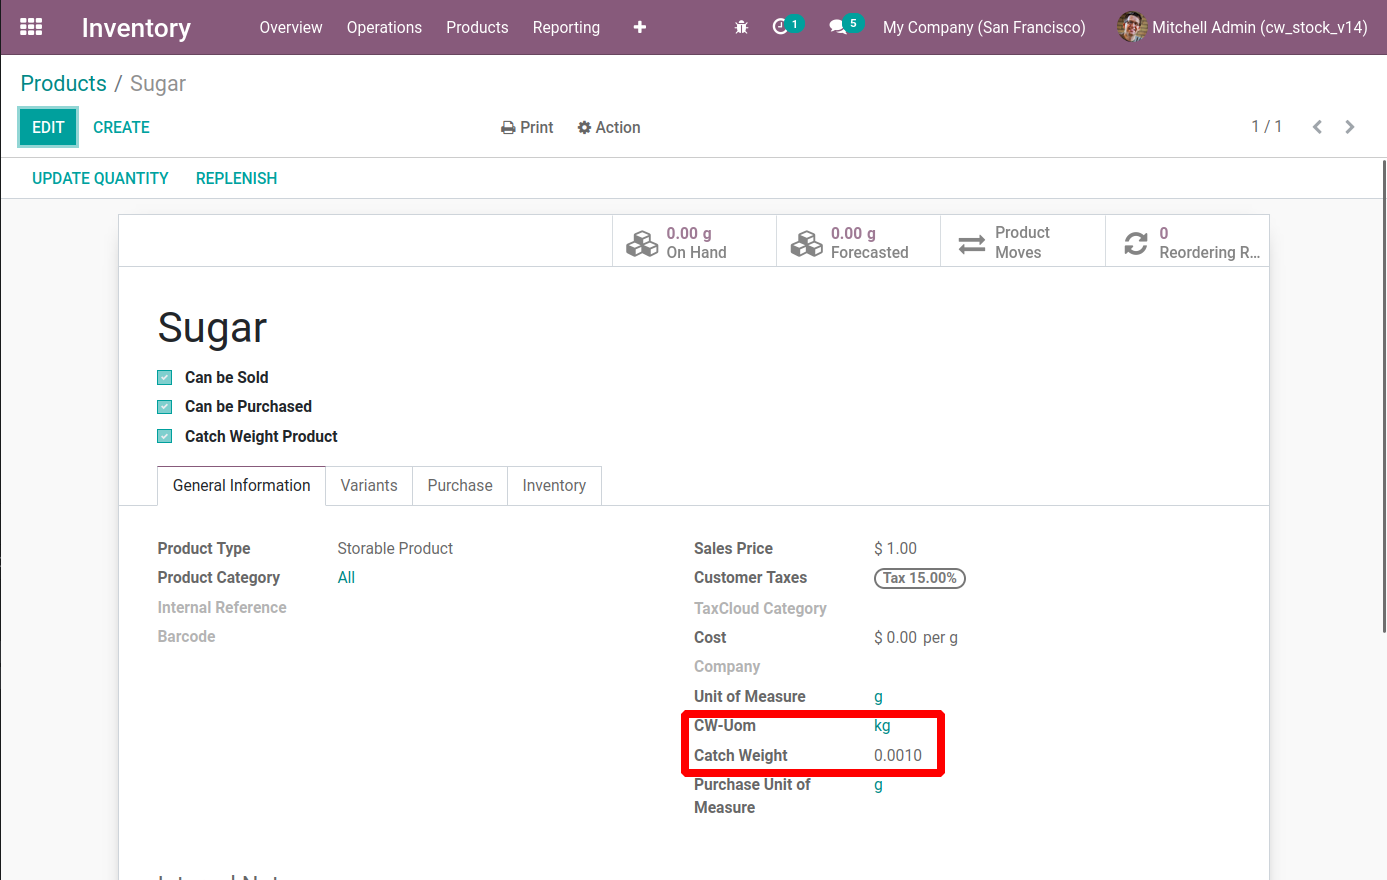 Inventory Overview Operations Products Reporting 1 5 My Company (San Francisco) Mitchell Admin (cw_stock_v14)
Products / Sugar
EDIT CREATE Print Action 1 / 1
UPDATE QUANTITY REPLENISH
0.00 g 0.00 g Product 0
On Hand Forecasted Moves Reordering R...
Sugar
Can be Sold
Can be Purchased
Catch Weight Product
General Information Variants Purchase Inventory
Product Type Storable Product Sales Price $ 1.00
Product Category All Customer Taxes Tax 15.00%
Internal Reference TaxCloud Category
Barcode Cost $ 0.00 per g
Company
Unit of Measure g
CW-Uom kg
Catch Weight 0.0010
Purchase Unit of g
Measure